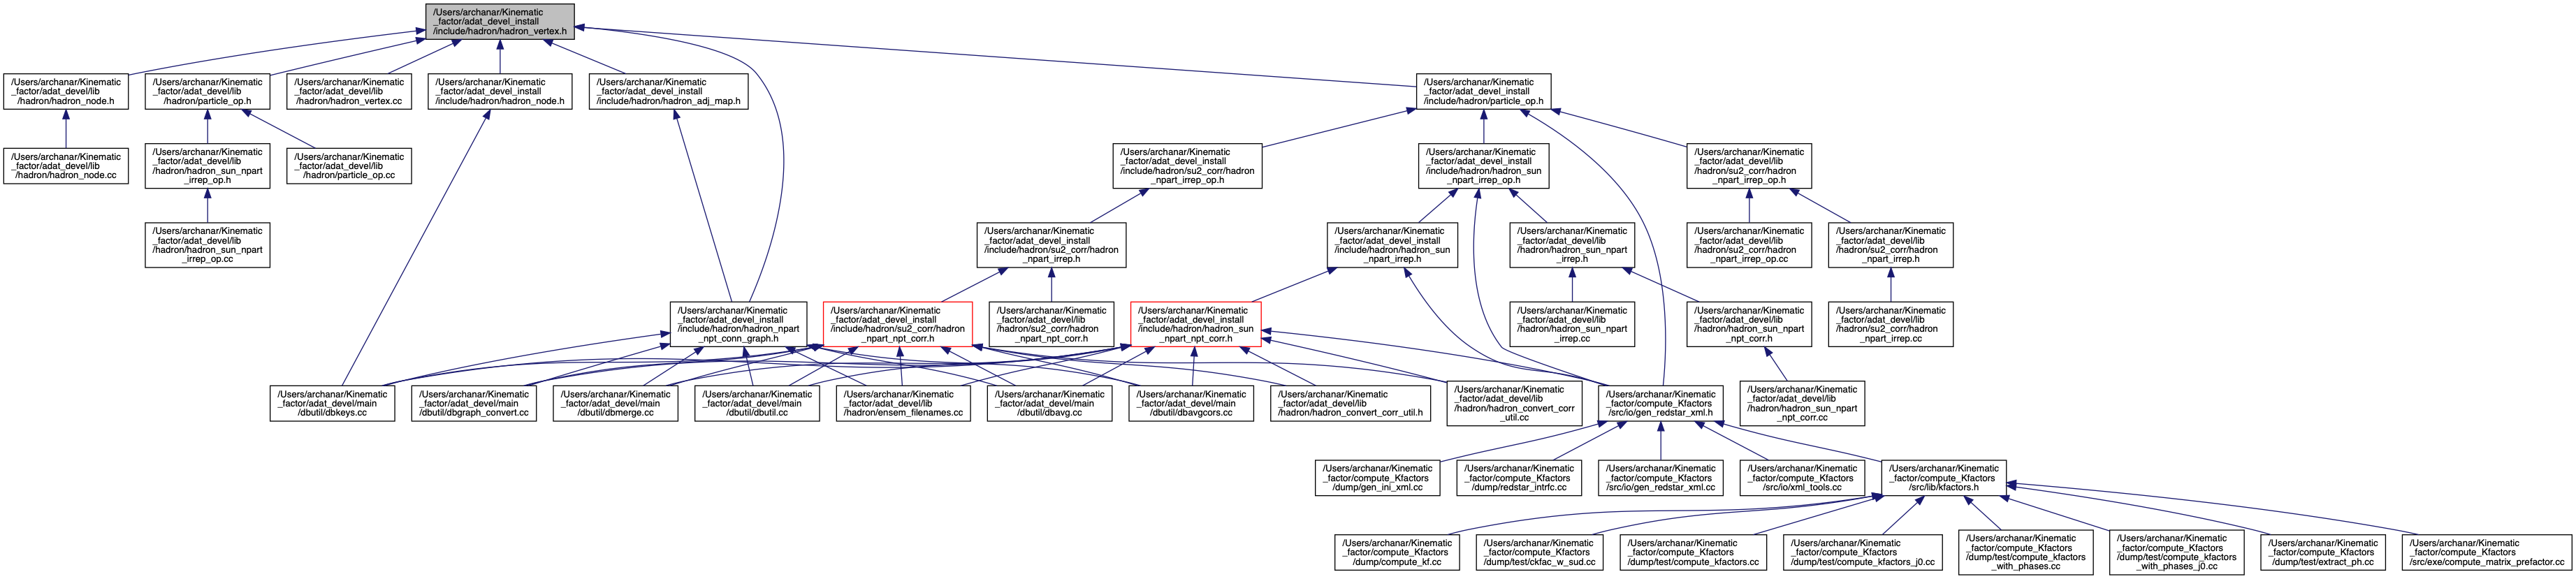 /Users/archanar/Kinematic
_factor/adat_devel_install
/include/hadron/hadron_vertex.h
/Users/archanar/Kinematic
_factor/adat_devel/lib
/hadron/hadron_node.h
/Users/archanar/Kinematic
_factor/adat_devel/lib
/hadron/particle_op.h
/Users/archanar/Kinematic
_factor/adat_devel/lib
/hadron/hadron_vertex.cc
/Users/archanar/Kinematic
_factor/adat_devel_install
/include/hadron/hadron_node.h
/Users/archanar/Kinematic
_factor/adat_devel_install
/include/hadron/hadron_adj_map.h
/Users/archanar/Kinematic
_factor/adat_devel_install
/include/hadron/particle_op.h
/Users/archanar/Kinematic
_factor/adat_devel/lib
/hadron/hadron_node.cc
/Users/archanar/Kinematic
_factor/adat_devel/lib
/hadron/hadron_sun_npart
_irrep_op.h
/Users/archanar/Kinematic
_factor/adat_devel/lib
/hadron/particle_op.cc
/Users/archanar/Kinematic
_factor/adat_devel_install
/include/hadron/su2_corr/hadron
_npart_irrep_op.h
/Users/archanar/Kinematic
_factor/adat_devel_install
/include/hadron/hadron_sun
_npart_irrep_op.h
/Users/archanar/Kinematic
_factor/adat_devel/lib
/hadron/su2_corr/hadron
_npart_irrep_op.h
/Users/archanar/Kinematic
_factor/adat_devel/lib
/hadron/hadron_sun_npart
_irrep_op.cc
/Users/archanar/Kinematic
_factor/adat_devel_install
/include/hadron/su2_corr/hadron
_npart_irrep.h
/Users/archanar/Kinematic
_factor/adat_devel_install
/include/hadron/hadron_sun
_npart_irrep.h
/Users/archanar/Kinematic
_factor/adat_devel/lib
/hadron/hadron_sun_npart
_irrep.h
/Users/archanar/Kinematic
_factor/adat_devel/lib
/hadron/su2_corr/hadron
_npart_irrep_op.cc
/Users/archanar/Kinematic
_factor/adat_devel/lib
/hadron/su2_corr/hadron
_npart_irrep.h
/Users/archanar/Kinematic
_factor/adat_devel_install
/include/hadron/hadron_npart
_npt_conn_graph.h
/Users/archanar/Kinematic
_factor/adat_devel_install
/include/hadron/su2_corr/hadron
_npart_npt_corr.h
/Users/archanar/Kinematic
_factor/adat_devel/lib
/hadron/su2_corr/hadron
_npart_npt_corr.h
/Users/archanar/Kinematic
_factor/adat_devel_install
/include/hadron/hadron_sun
_npart_npt_corr.h
/Users/archanar/Kinematic
_factor/adat_devel/lib
/hadron/hadron_sun_npart
_irrep.cc
/Users/archanar/Kinematic
_factor/adat_devel/lib
/hadron/hadron_sun_npart
_npt_corr.h
/Users/archanar/Kinematic
_factor/adat_devel/lib
/hadron/su2_corr/hadron
_npart_irrep.cc
/Users/archanar/Kinematic
_factor/adat_devel/main
/dbutil/dbkeys.cc
/Users/archanar/Kinematic
_factor/adat_devel/main
/dbutil/dbgraph_convert.cc
/Users/archanar/Kinematic
_factor/adat_devel/main
/dbutil/dbmerge.cc
/Users/archanar/Kinematic
_factor/adat_devel/main
/dbutil/dbutil.cc
/Users/archanar/Kinematic
_factor/adat_devel/lib
/hadron/ensem_filenames.cc
/Users/archanar/Kinematic
_factor/adat_devel/main
/dbutil/dbavg.cc
/Users/archanar/Kinematic
_factor/adat_devel/main
/dbutil/dbavgcors.cc
/Users/archanar/Kinematic
_factor/adat_devel/lib
/hadron/hadron_convert_corr_util.h
/Users/archanar/Kinematic
_factor/adat_devel/lib
/hadron/hadron_convert_corr
_util.cc
/Users/archanar/Kinematic
_factor/compute_Kfactors
/src/io/gen_redstar_xml.h
/Users/archanar/Kinematic
_factor/adat_devel/lib
/hadron/hadron_sun_npart
_npt_corr.cc
/Users/archanar/Kinematic
_factor/compute_Kfactors
/dump/gen_ini_xml.cc
/Users/archanar/Kinematic
_factor/compute_Kfactors
/dump/redstar_intrfc.cc
/Users/archanar/Kinematic
_factor/compute_Kfactors
/src/io/gen_redstar_xml.cc
/Users/archanar/Kinematic
_factor/compute_Kfactors
/src/io/xml_tools.cc
/Users/archanar/Kinematic
_factor/compute_Kfactors
/src/lib/kfactors.h
/Users/archanar/Kinematic
_factor/compute_Kfactors
/dump/compute_kf.cc
/Users/archanar/Kinematic
_factor/compute_Kfactors
/dump/test/ckfac_w_sud.cc
/Users/archanar/Kinematic
_factor/compute_Kfactors
/dump/test/compute_kfactors.cc
/Users/archanar/Kinematic
_factor/compute_Kfactors
/dump/test/compute_kfactors_j0.cc
/Users/archanar/Kinematic
_factor/compute_Kfactors
/dump/test/compute_kfactors
_with_phases.cc
/Users/archanar/Kinematic
_factor/compute_Kfactors
/dump/test/compute_kfactors
_with_phases_j0.cc
/Users/archanar/Kinematic
_factor/compute_Kfactors
/dump/test/extract_ph.cc
/Users/archanar/Kinematic
_factor/compute_Kfactors
/src/exe/compute_matrix_prefactor.cc